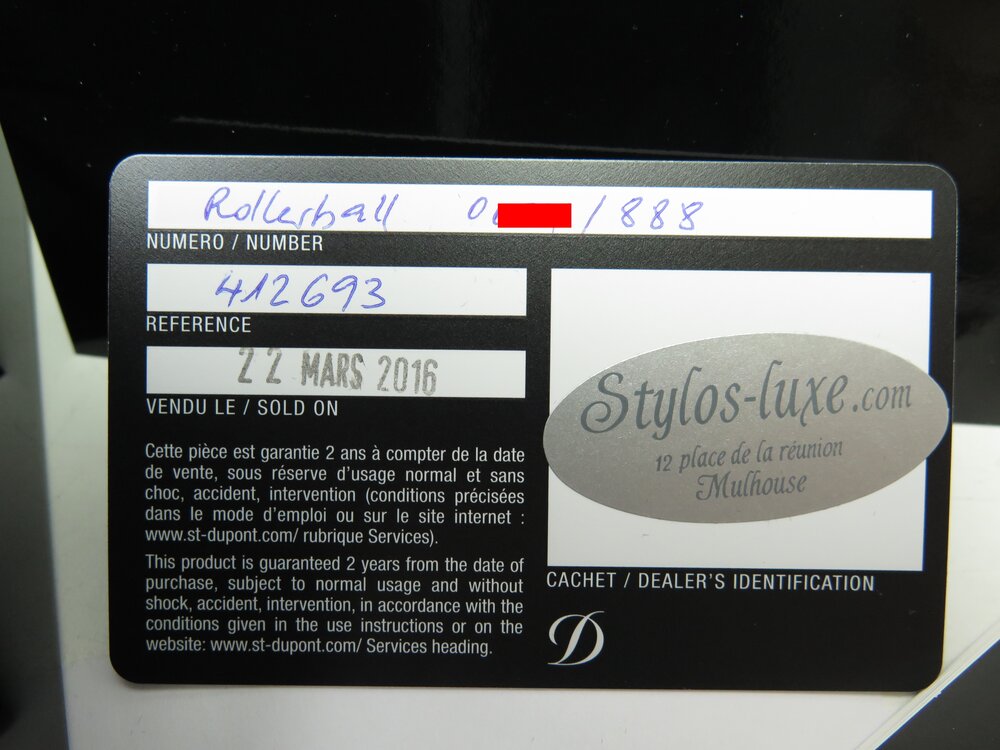 Rollerball 0 / 888
NUMERO / NUMBER
412693
REFERENCE
22 MARS 2016
VENDU LE / SOLD ON
Cette pièce est garantie 2 ans à compter de la date
de vente, sous réserve d'usage normal et sans
choc, accident, intervention (conditions précisées
dans le mode d'emploi ou sur le site internet :
www.st-dupont.com/ rubrique Services).
This product is guaranteed 2 years from the date of
purchase, subject to normal usage and without
shock, accident, intervention, in accordance with the
conditions given in the use instructions or on the
website: www.st-dupont.com/ Services heading.
Stylos-luxe.com
12 place de la réunion
Mulhouse
CACHET / DEALER'S IDENTIFICATION
D